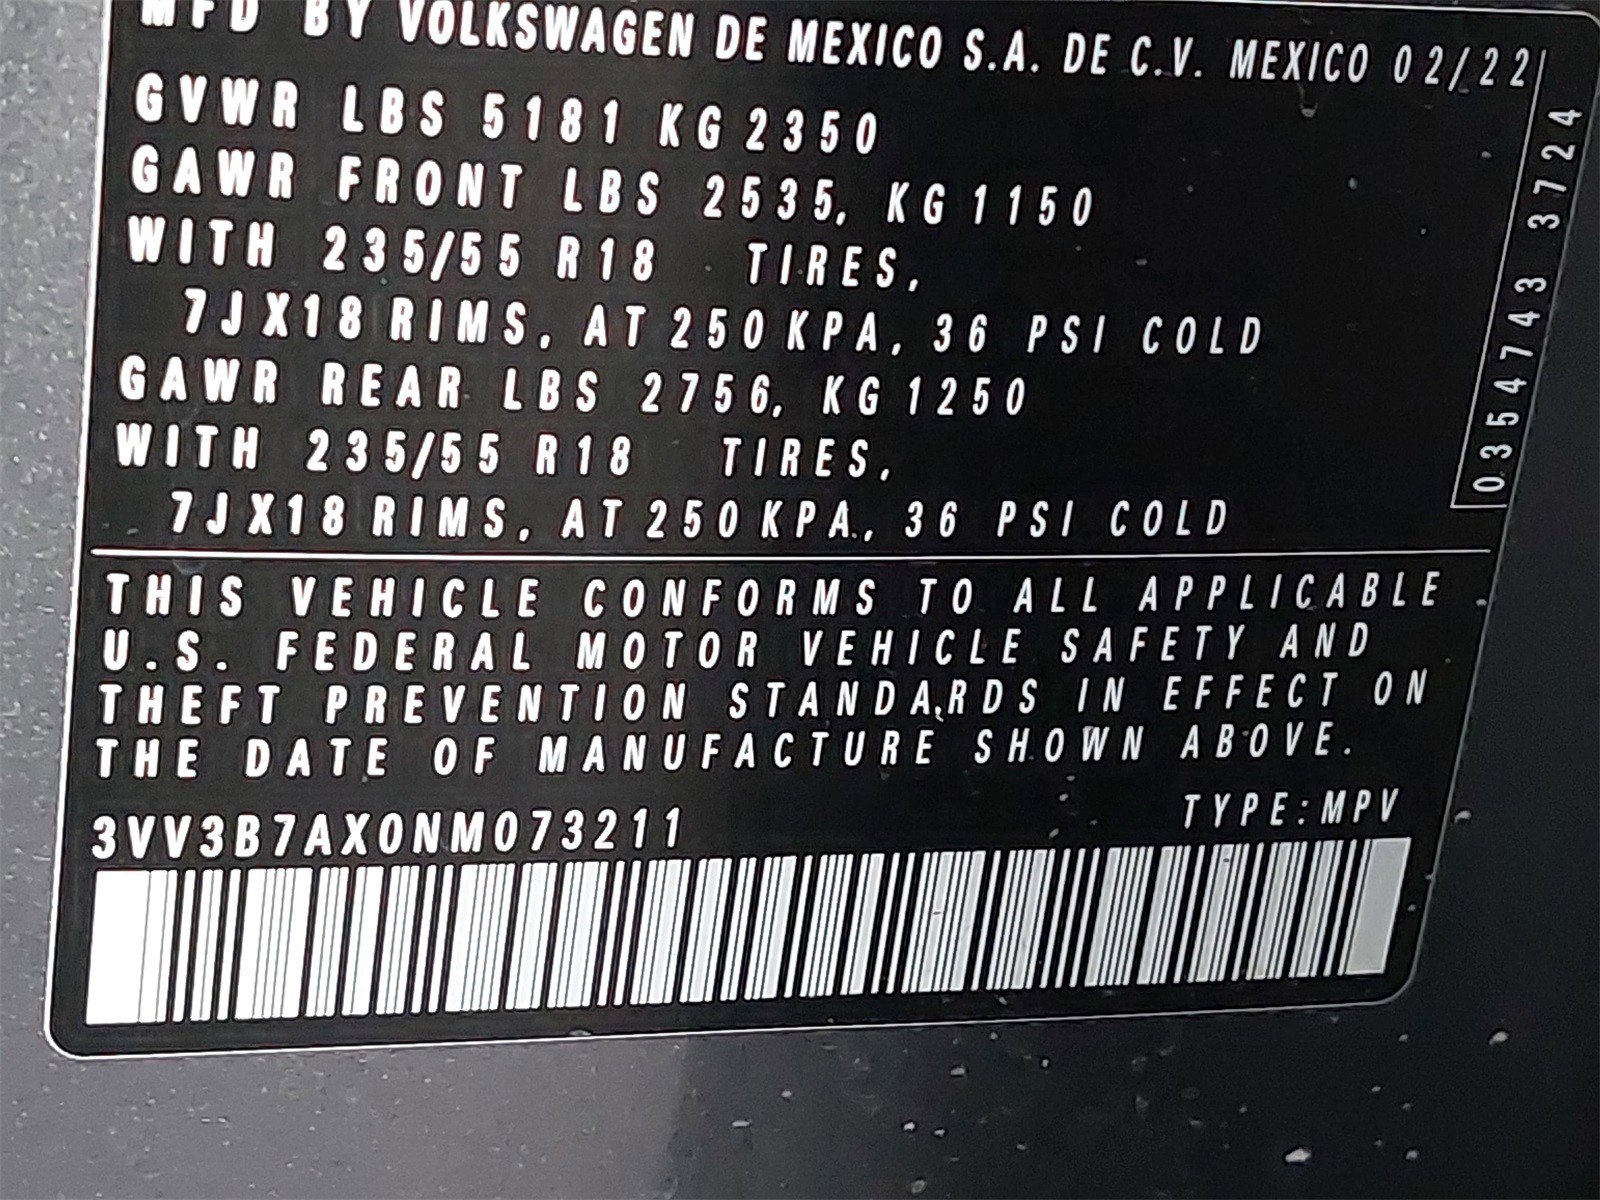 MFD BY VOLKSWAGEN DE MEXICO S.A. DE C.V. MEXICO 02/22
GVWR LBS 5181 KG 2350
GAWR FRONT LBS 2535, KG 1150
WITH 235/55 R18 TIRES,
7JX18 RIMS, AT 250 KPA, 36 PSI COLD
GAWR REAR LBS 2756, KG 1250
WITH 235/55 R18 TIRES,
7JX18 RIMS, AT 250 KPA, 36 PSI COLD
0354743 3724
THIS VEHICLE CONFORMS TO ALL APPLICABLE
U.S. FEDERAL MOTOR VEHICLE SAFETY AND
THEFT PREVENTION STANDARDS IN EFFECT ON
THE DATE OF MANUFACTURE SHOWN ABOVE.
3VV3B7AX0NM073211
TYPE:MPV